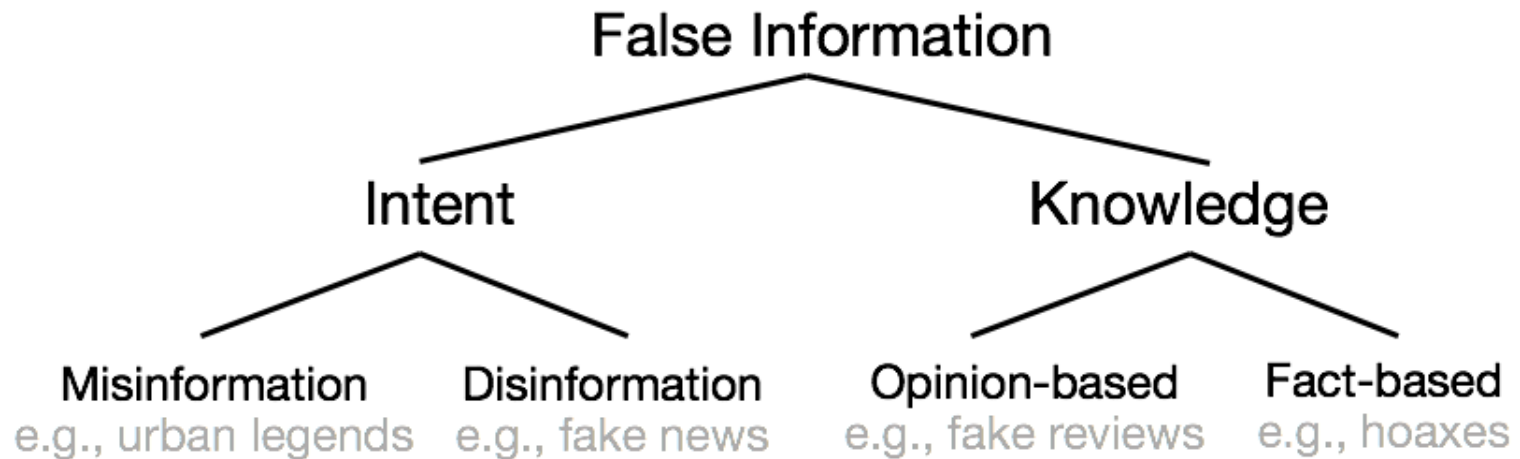 False Information
Intent
Knowledge
Misinformation
e.g., urban legends
Disinformation
e.g., fake news
Opinion-based
e.g., fake reviews
Fact-based
e.g., hoaxes